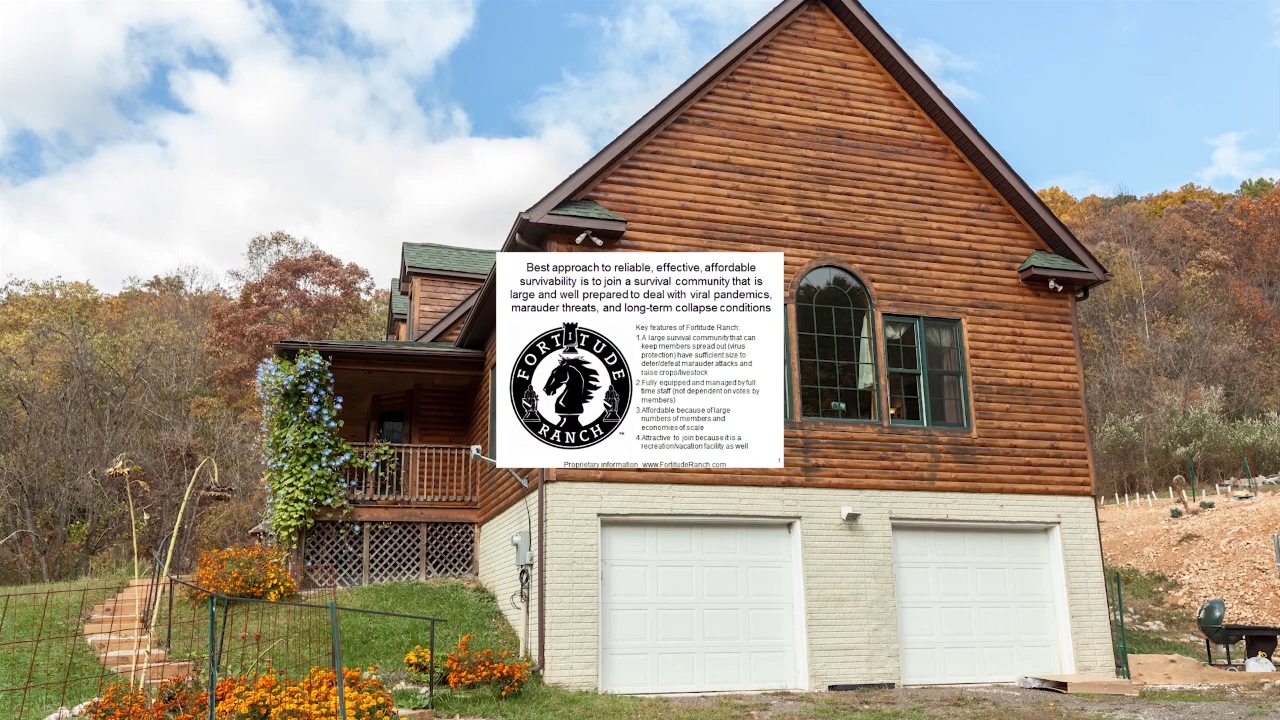 Best approach to reliable, effective, affordable
survivability is to join a survival community that is
large and well prepared to deal with viral pandemics,
marauder threats, and long-term collapse conditions
FORTITUDE
RANCH
™
Key features of Fortitude Ranch:
1.A large survival community that can
keep members spread out (virus
protection) have sufficient size to
deter/defeat marauder attacks and
raise crops/livestock
2.Fully equipped and managed by full
time staff (not dependent on votes by
members)
3.Affordable because of large
numbers of members and
economies of scale
4.Attractive to join because it is a
recreation/vacation facility as well
Proprietary information www.FortitudeRanch.com
1